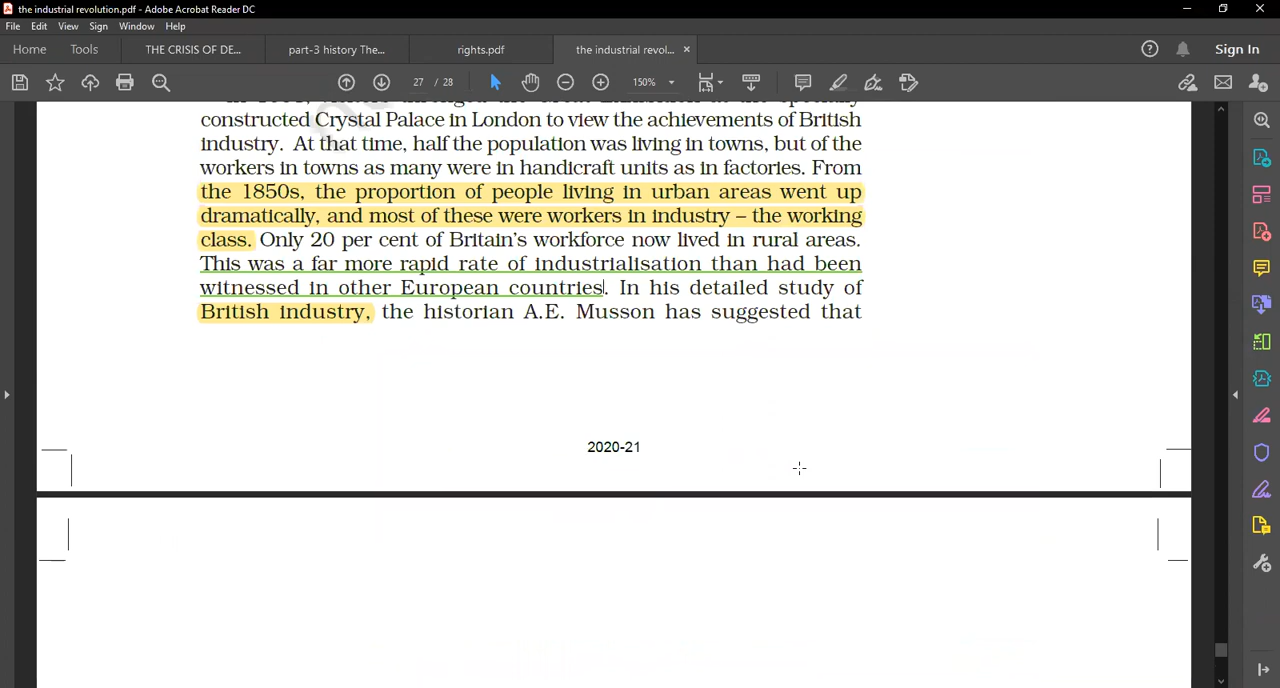 the industrial revolution.pdf - Adobe Acrobat Reader DC
File Edit View Sign Window Help
Home Tools THE CRISIS OF DE... part-3 history The... rights.pdf the industrial revol... × Sign In
27 / 28 150%
constructed Crystal Palace in London to view the achievements of British
industry. At that time, half the population was living in towns, but of the
workers in towns as many were in handicraft units as in factories. From
the 1850s, the proportion of people living in urban areas went up
dramatically, and most of these were workers in industry – the working
class. Only 20 per cent of Britain's workforce now lived in rural areas.
This was a far more rapid rate of industrialisation than had been
witnessed in other European countries. In his detailed study of
British industry, the historian A.E. Musson has suggested that
2020-21